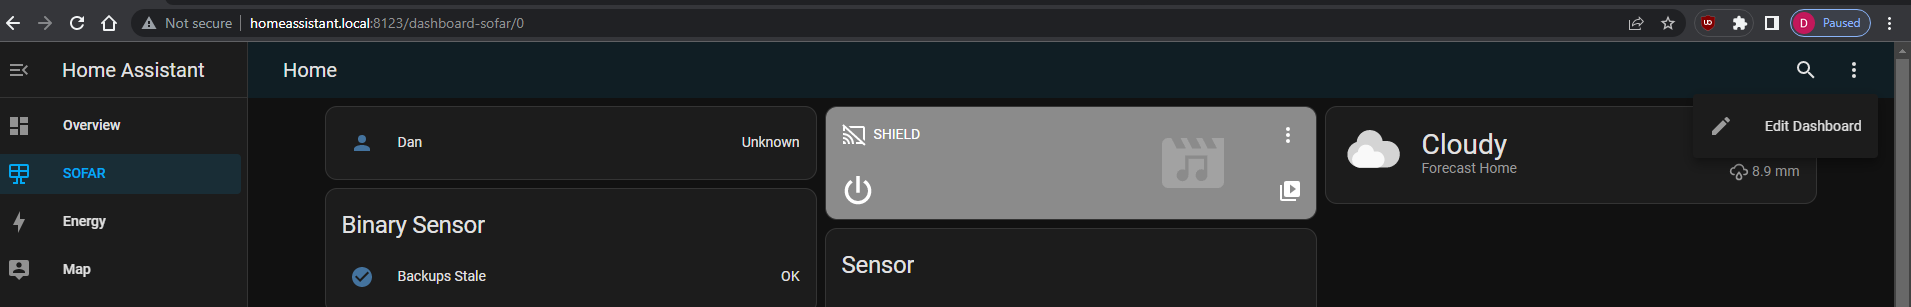 Not secure
homeassistant.local:8123/dashboard-sofar/0
UO
D
Paused
Home Assistant
Home
Overview
SOFAR
Energy
Map
Dan
Unknown
Binary Sensor
Backups Stale
OK
SHIELD
Sensor
Cloudy
Forecast Home
8.9 mm
Edit Dashboard